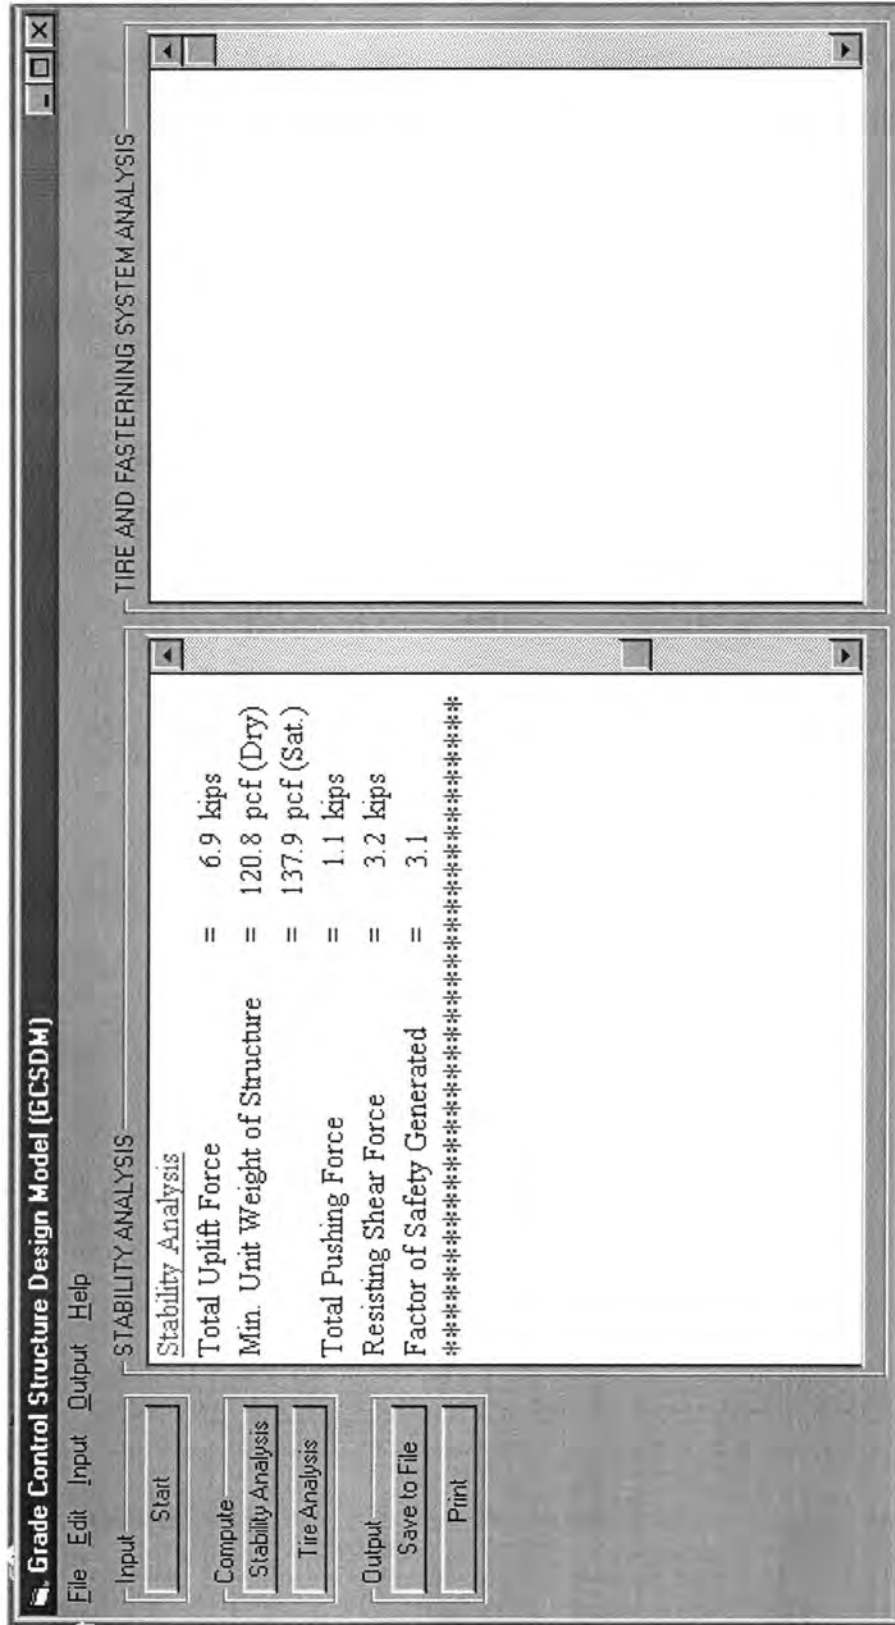 Grade Control Structure Design Model (GCSDM)
File Edit Input Output Help
Input
Start
Compute
Stability Analysis
Tire Analysis
Output
Save to File
Print
STABILITY ANALYSIS
Stability Analysis
Total Uplift Force = 6.9 kips
Min. Unit Weight of Structure = 120.8 pcf (Dry)
= 137.9 pcf (Sat.)
Total Pushing Force = 1.1 kips
Resisting Shear Force = 3.2 kips
Factor of Safety Generated = 3.1
****************************************
TIRE AND FASTERNING SYSTEM ANALYSIS